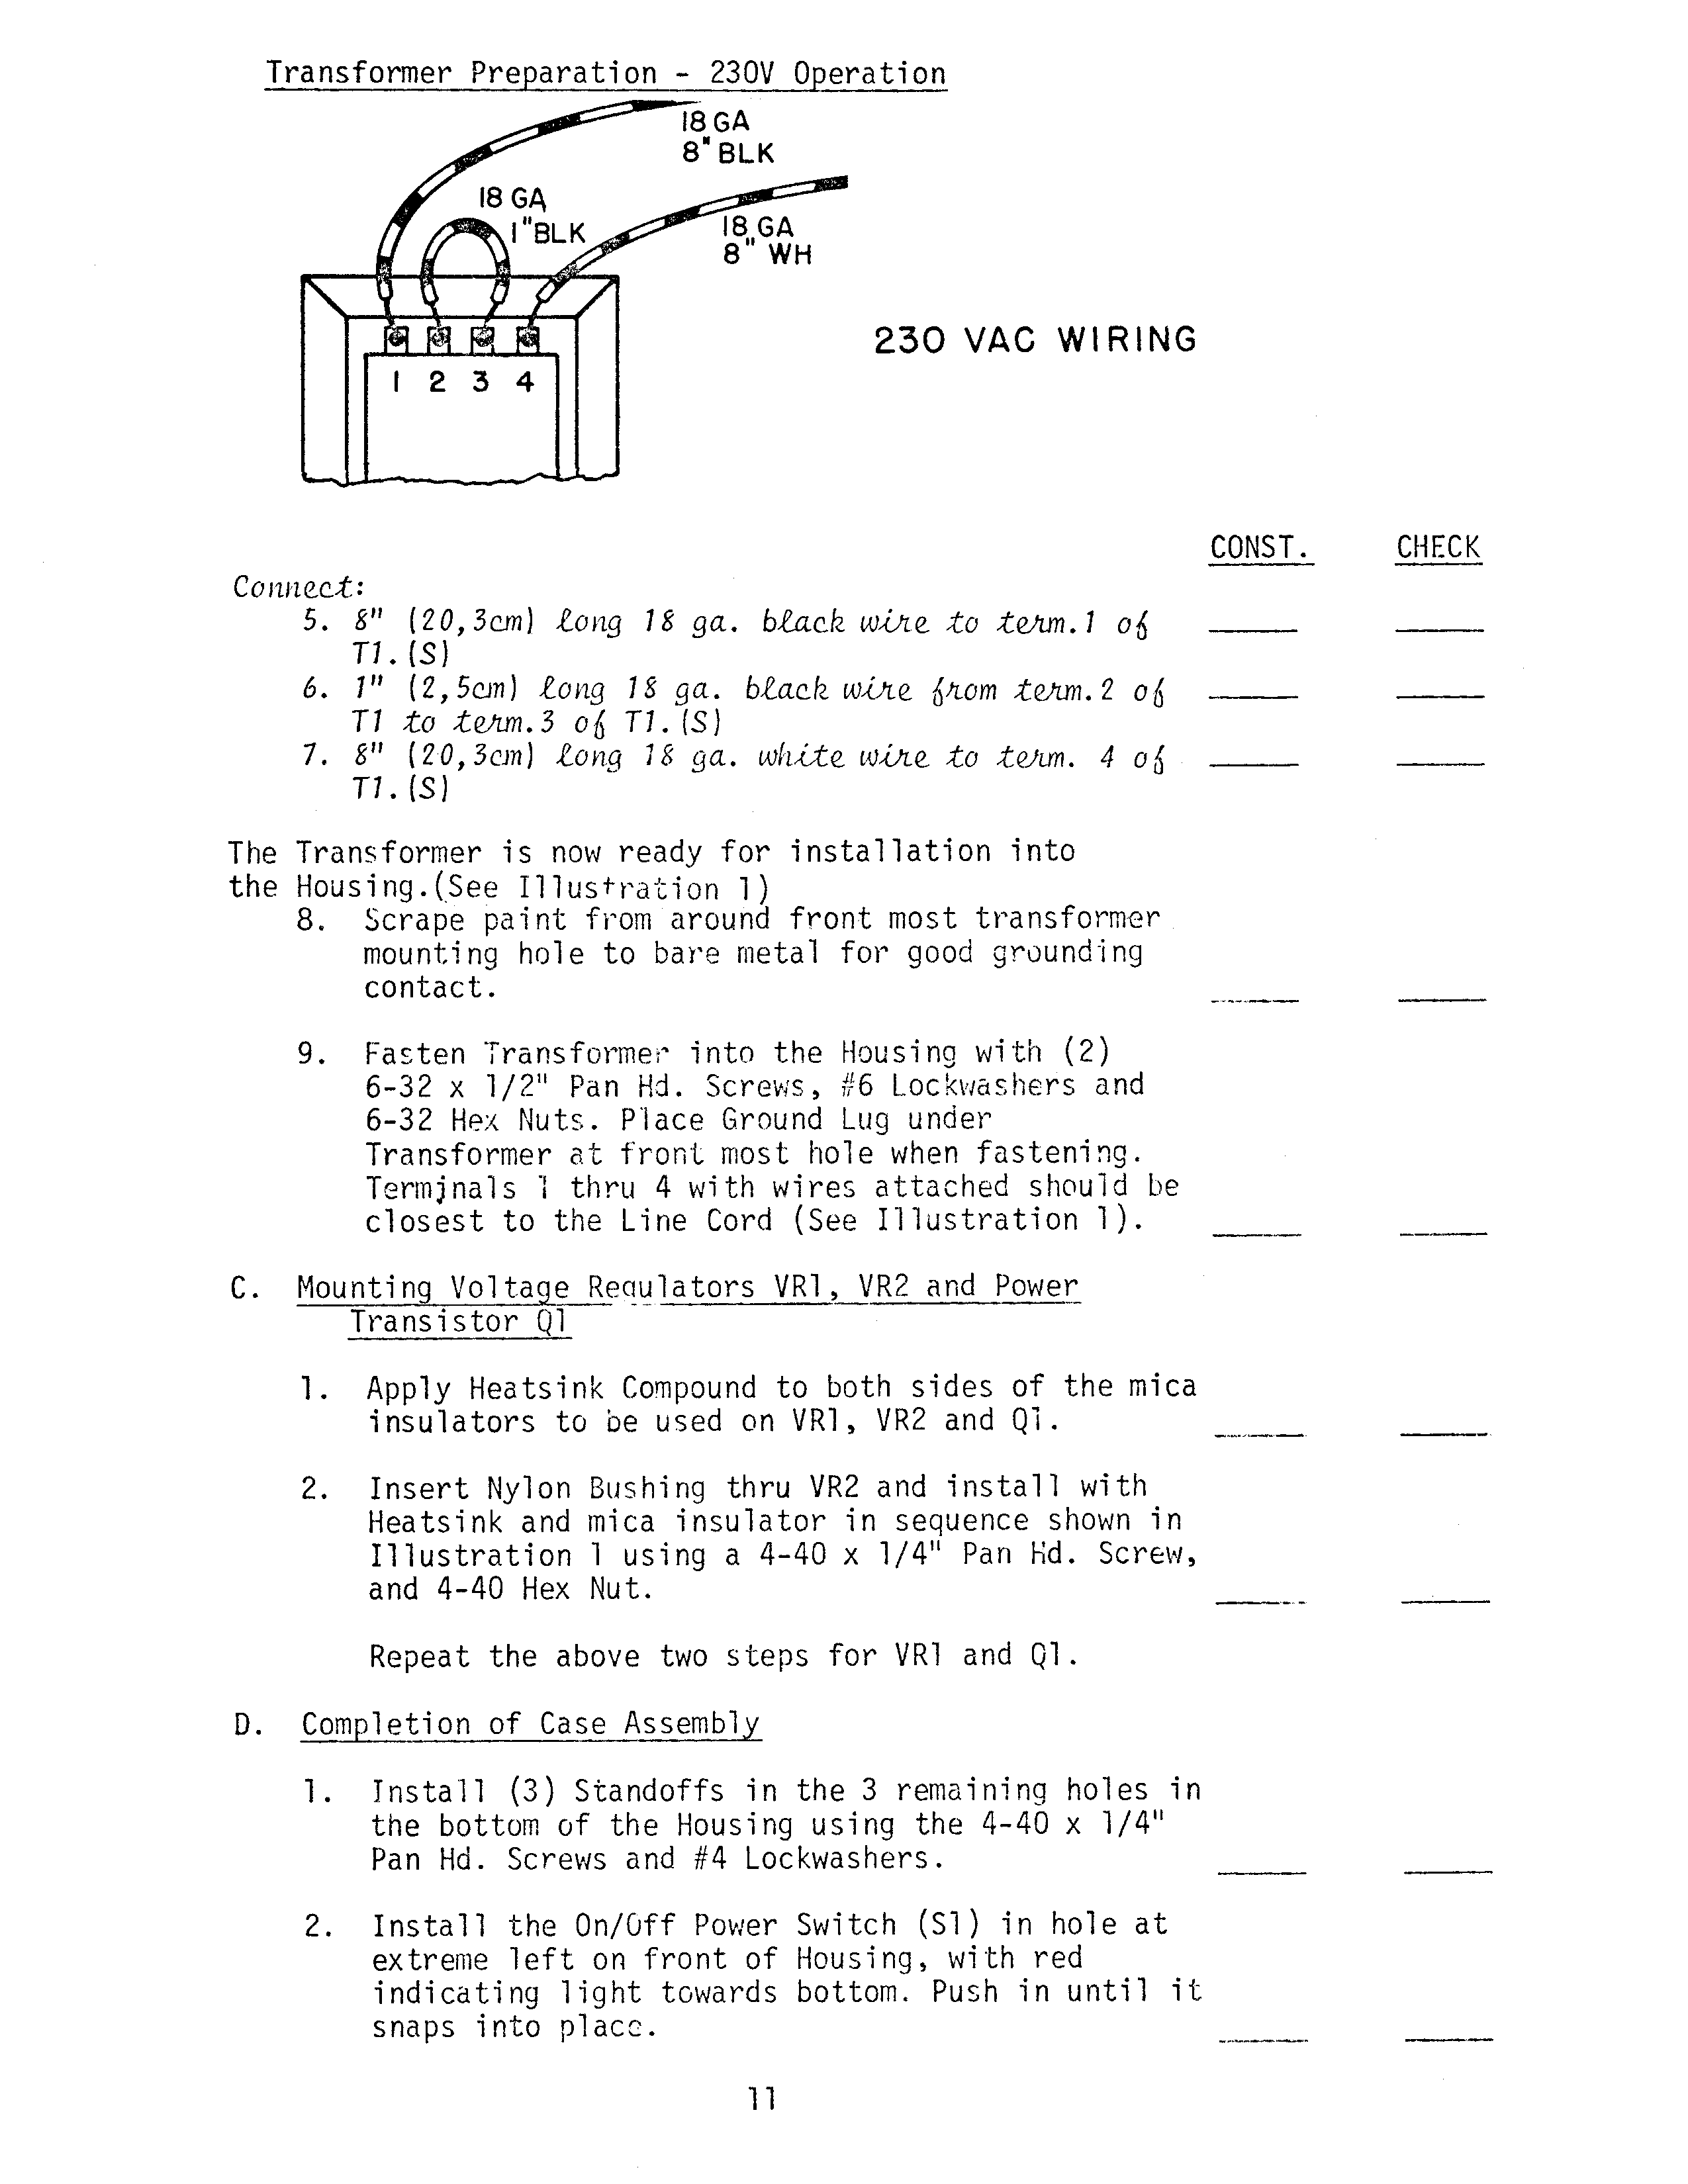 Transformer Preparation - 230V Operation
18 GA
8" BLK
18 GA
1" BLK
18 GA
8" WH
230 VAC WIRING
1 2 3 4
CONST. CHECK
Connect:
5. 8" (20,3cm) long 18 ga. black wire to term.1 of
T1.(S)
6. 1" (2,5cm) long 18 ga. black wire from term.2 of
T1 to term.3 of T1.(S)
7. 8" (20,3cm) long 18 ga. white wire to term. 4 of
T1.(S)
The Transformer is now ready for installation into
the Housing.(See Illustration 1)
8. Scrape paint from around front most transformer
mounting hole to bare metal for good grounding
contact.
9. Fasten Transformer into the Housing with (2)
6-32 x 1/2" Pan Hd. Screws, #6 Lockwashers and
6-32 Hex Nuts. Place Ground Lug under
Transformer at front most hole when fastening.
Terminals 1 thru 4 with wires attached should be
closest to the Line Cord (See Illustration 1).
C. Mounting Voltage Regulators VR1, VR2 and Power
Transistor Q1
1. Apply Heatsink Compound to both sides of the mica
insulators to be used on VR1, VR2 and Q1.
2. Insert Nylon Bushing thru VR2 and install with
Heatsink and mica insulator in sequence shown in
Illustration 1 using a 4-40 x 1/4" Pan Hd. Screw,
and 4-40 Hex Nut.
Repeat the above two steps for VR1 and Q1.
D. Completion of Case Assembly
1. Install (3) Standoffs in the 3 remaining holes in
the bottom of the Housing using the 4-40 x 1/4"
Pan Hd. Screws and #4 Lockwashers.
2. Install the On/Off Power Switch (S1) in hole at
extreme left on front of Housing, with red
indicating light towards bottom. Push in until it
snaps into place.
11